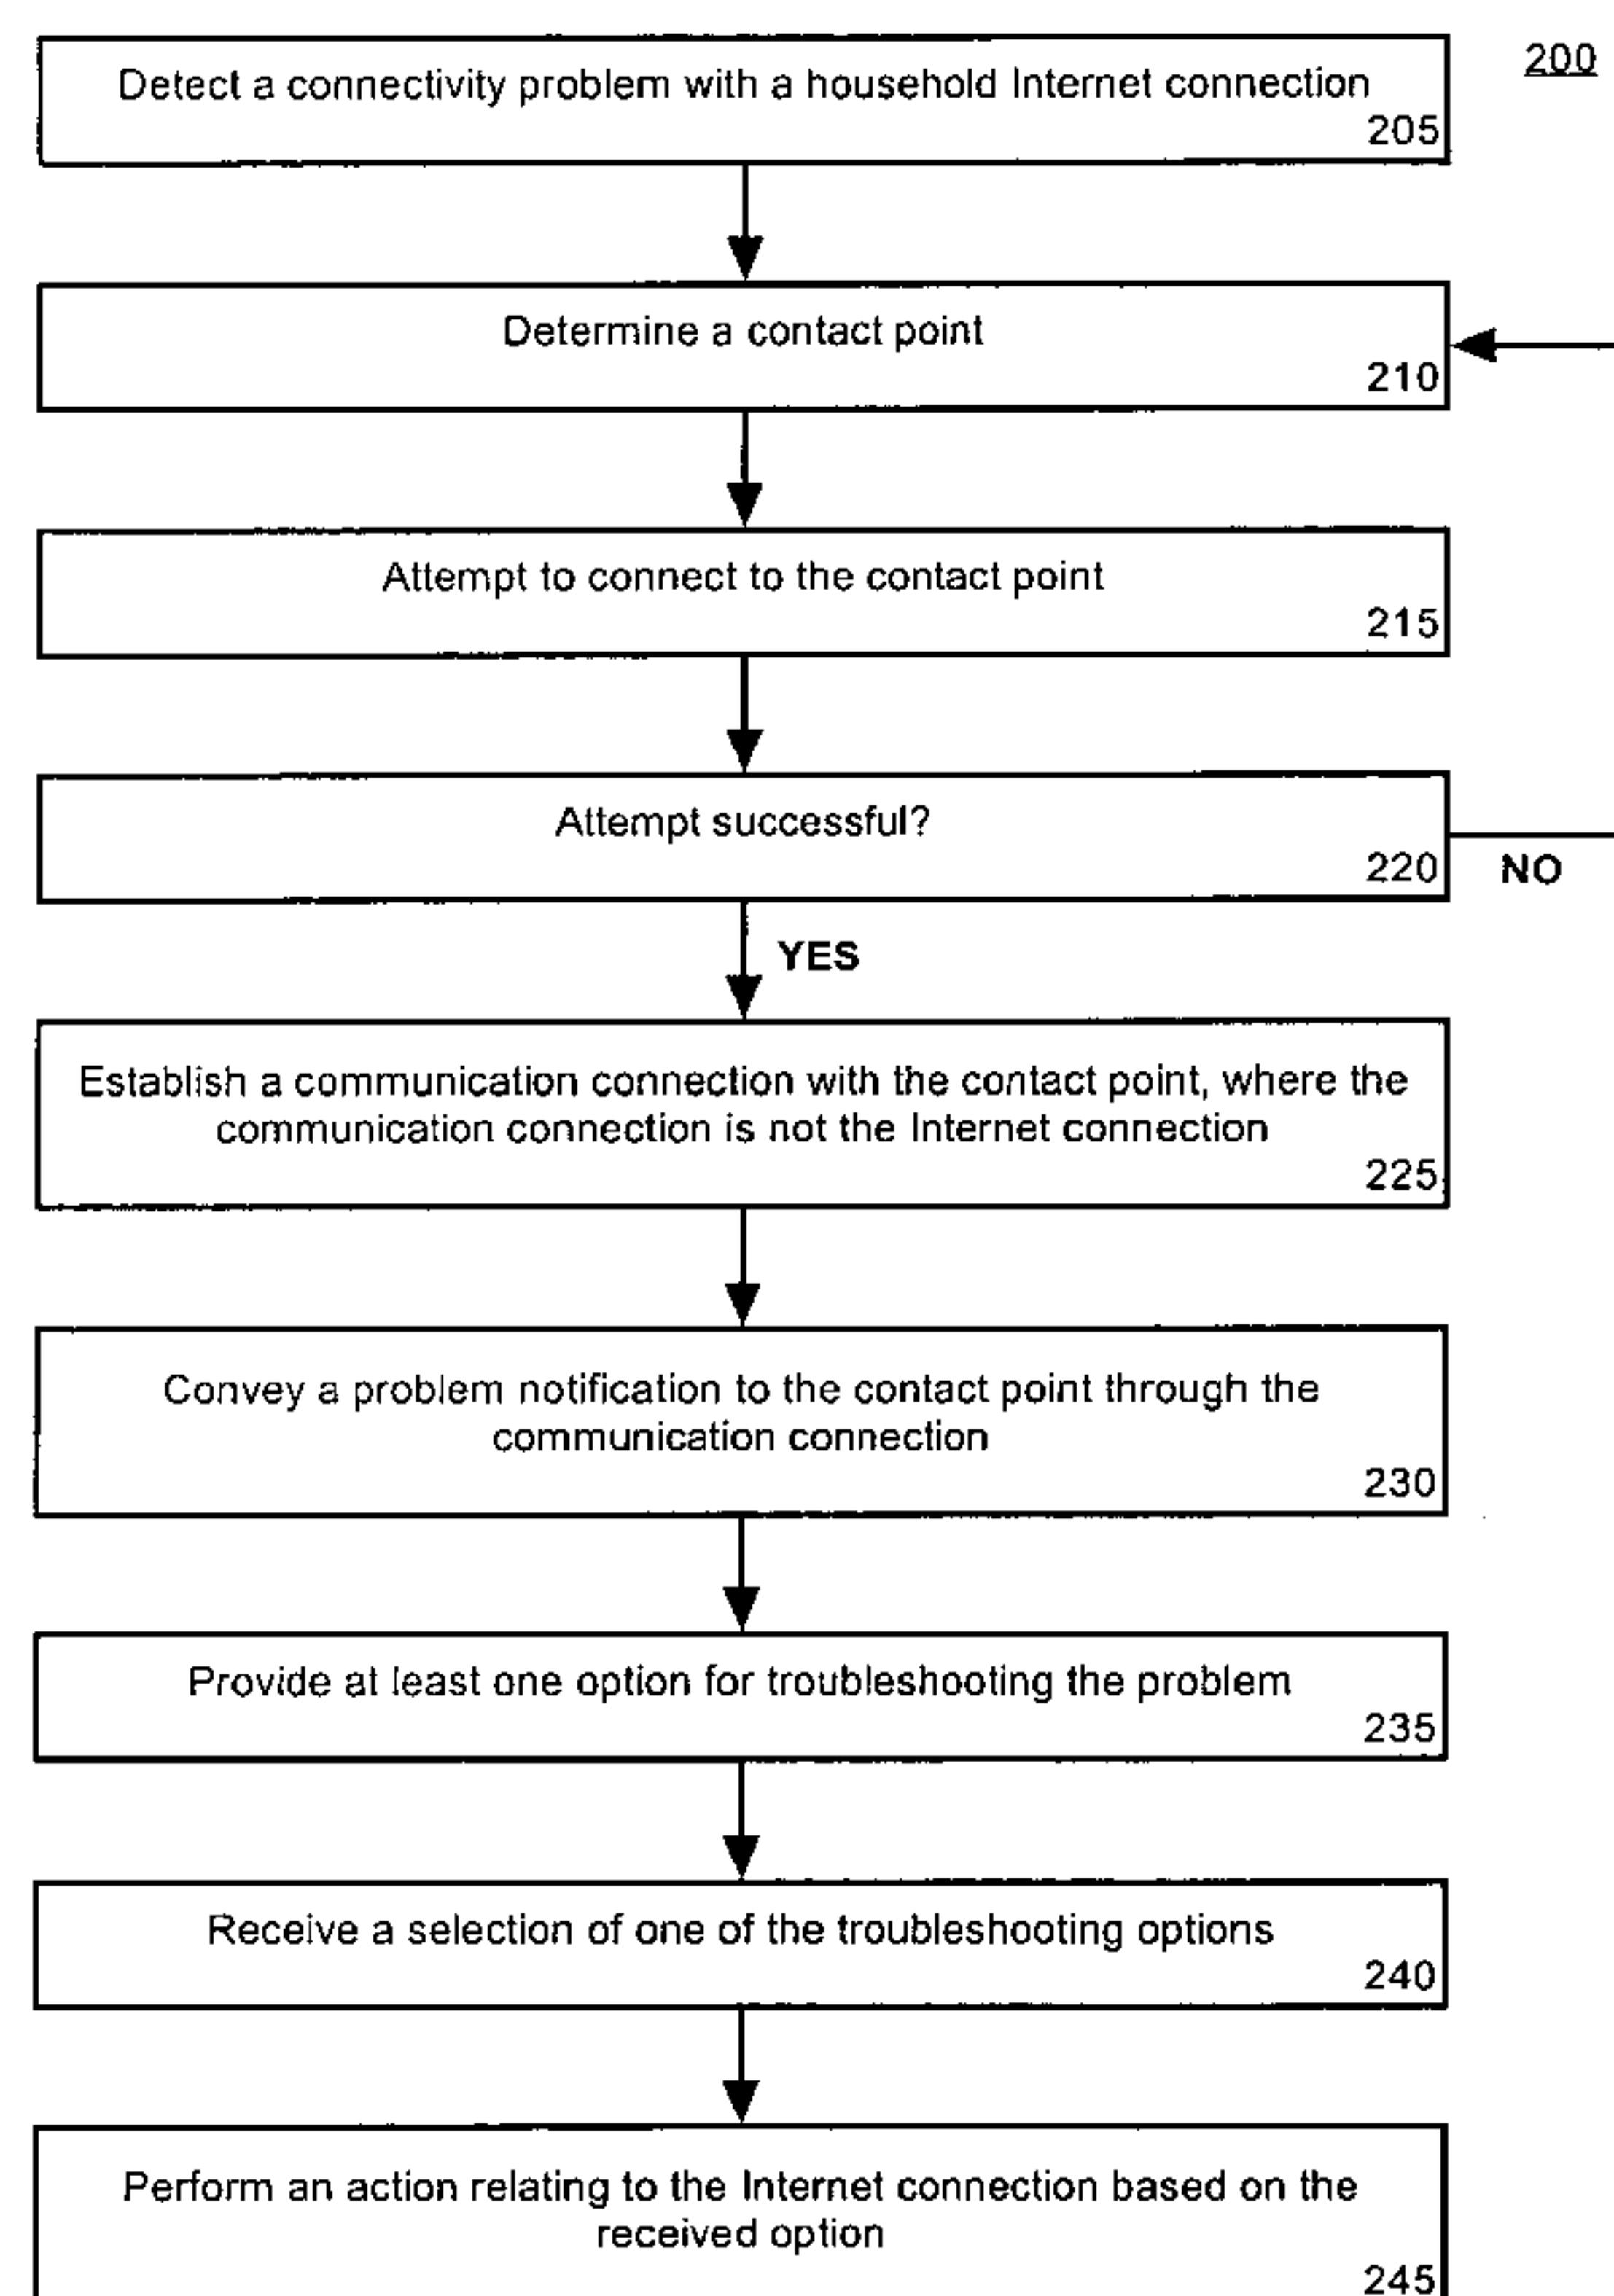 200
Detect a connectivity problem with a household Internet connection
205
Determine a contact point
210
Attempt to connect to the contact point
215
Attempt successful?
220
NO
YES
Establish a communication connection with the contact point, where the
communication connection is not the Internet connection
225
Convey a problem notification to the contact point through the
communication connection
230
Provide at least one option for troubleshooting the problem
235
Receive a selection of one of the troubleshooting options
240
Perform an action relating to the Internet connection based on the
received option
245